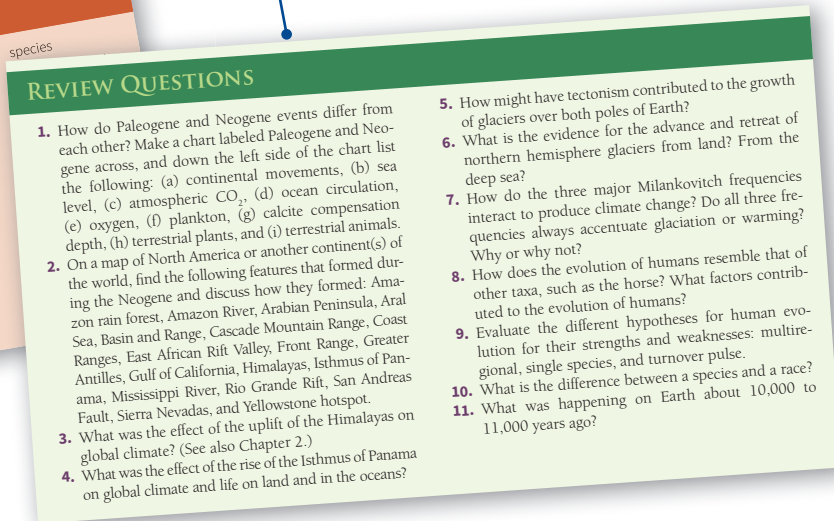 species
REVIEW QUESTIONS
1. How do Paleogene and Neogene events differ from
each other? Make a chart labeled Paleogene and Neo-
gene across, and down the left side of the chart list
the following: (a) continental movements, (b) sea
level, (c) atmospheric CO₂, (d) ocean circulation,
(e) oxygen, (f) plankton, (g) calcite compensation
depth, (h) terrestrial plants, and (i) terrestrial animals.
2. On a map of North America or another continent(s) of
the world, find the following features that formed dur-
ing the Neogene and discuss how they formed: Ama-
zon rain forest, Amazon River, Arabian Peninsula, Aral
Sea, Basin and Range, Cascade Mountain Range, Coast
Ranges, East African Rift Valley, Front Range, Greater
Antilles, Gulf of California, Himalayas, Isthmus of Pan-
ama, Mississippi River, Rio Grande Rift, San Andreas
Fault, Sierra Nevadas, and Yellowstone hotspot.
3. What was the effect of the uplift of the Himalayas on
global climate? (See also Chapter 2.)
4. What was the effect of the rise of the Isthmus of Panama
on global climate and life on land and in the oceans?
5. How might have tectonism contributed to the growth
of glaciers over both poles of Earth?
6. What is the evidence for the advance and retreat of
northern hemisphere glaciers from land? From the
deep sea?
7. How do the three major Milankovitch frequencies
interact to produce climate change? Do all three fre-
quencies always accentuate glaciation or warming?
Why or why not?
8. How does the evolution of humans resemble that of
other taxa, such as the horse? What factors contrib-
uted to the evolution of humans?
9. Evaluate the different hypotheses for human evo-
lution for their strengths and weaknesses: multire-
gional, single species, and turnover pulse.
10. What is the difference between a species and a race?
11. What was happening on Earth about 10,000 to
11,000 years ago?